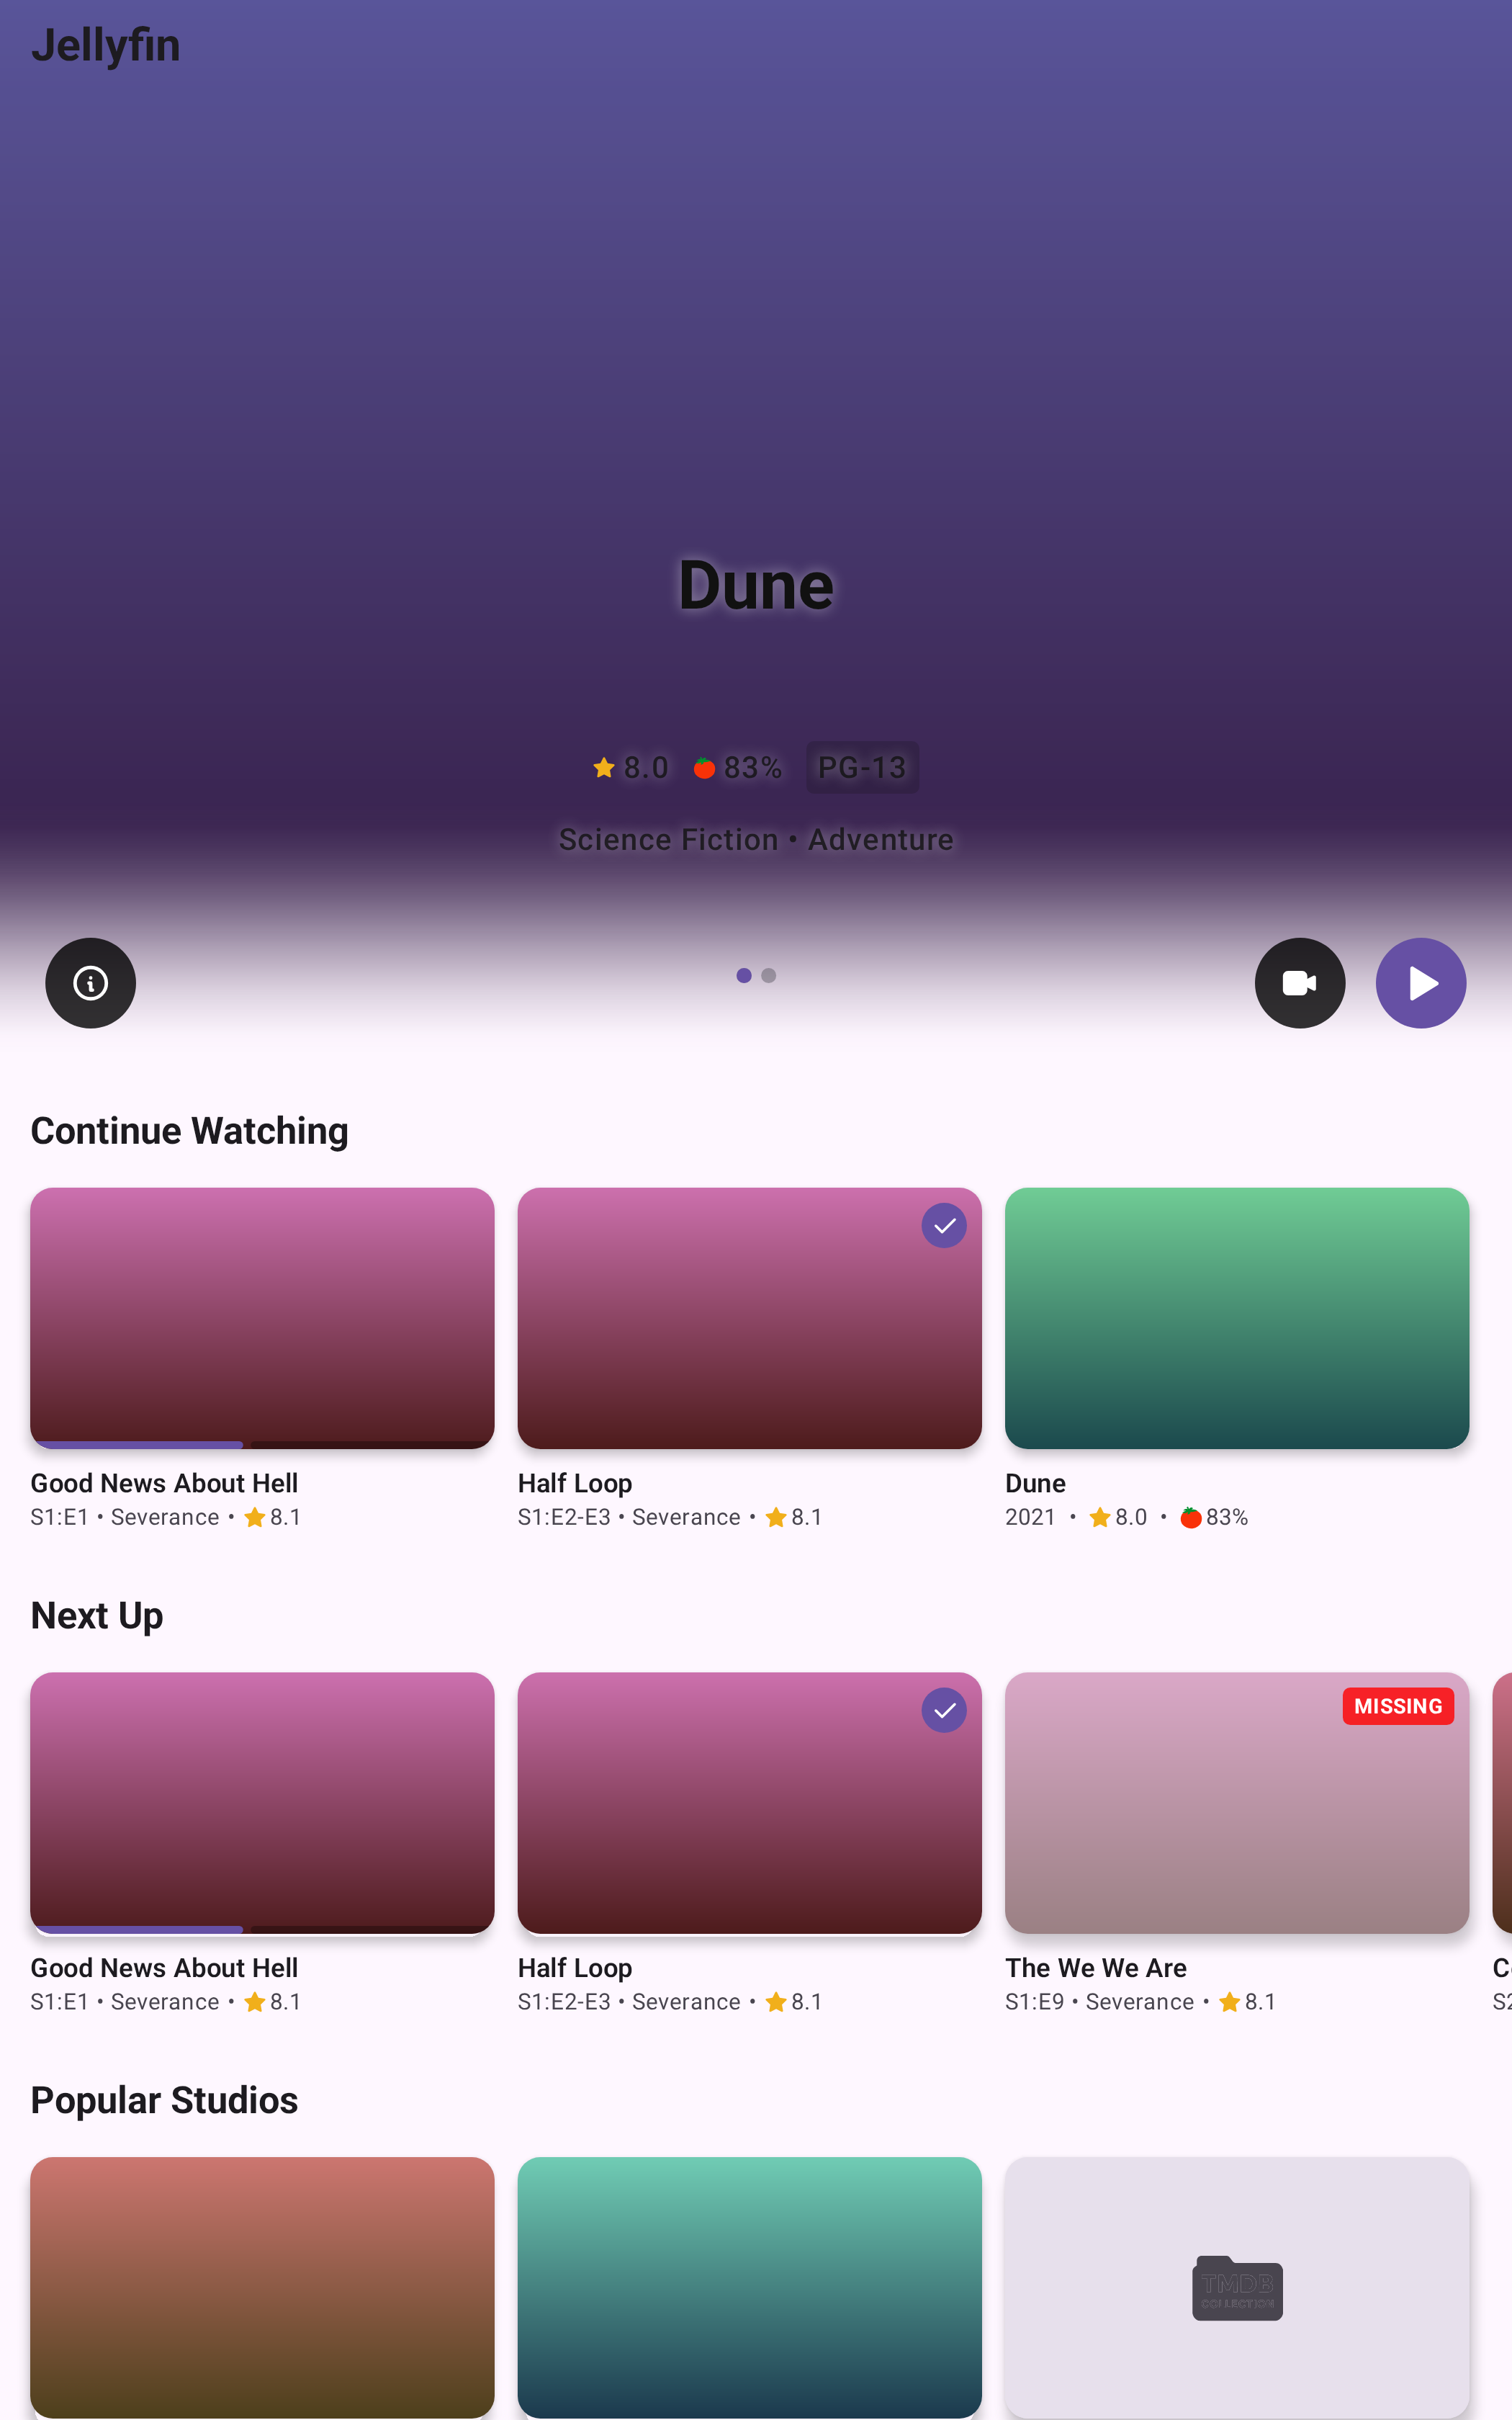 Jellyfin
Dune
8.0 83% PG-13
Science Fiction • Adventure
Continue Watching
Good News About Hell
S1:E1 • Severance • 8.1
Half Loop
S1:E2-E3 • Severance • 8.1
Dune
2021 • 8.0 • 83%
Next Up
MISSING
Good News About Hell
S1:E1 • Severance • 8.1
Half Loop
S1:E2-E3 • Severance • 8.1
The We We Are
S1:E9 • Severance • 8.1
Popular Studios
TMDB
COLLECTION